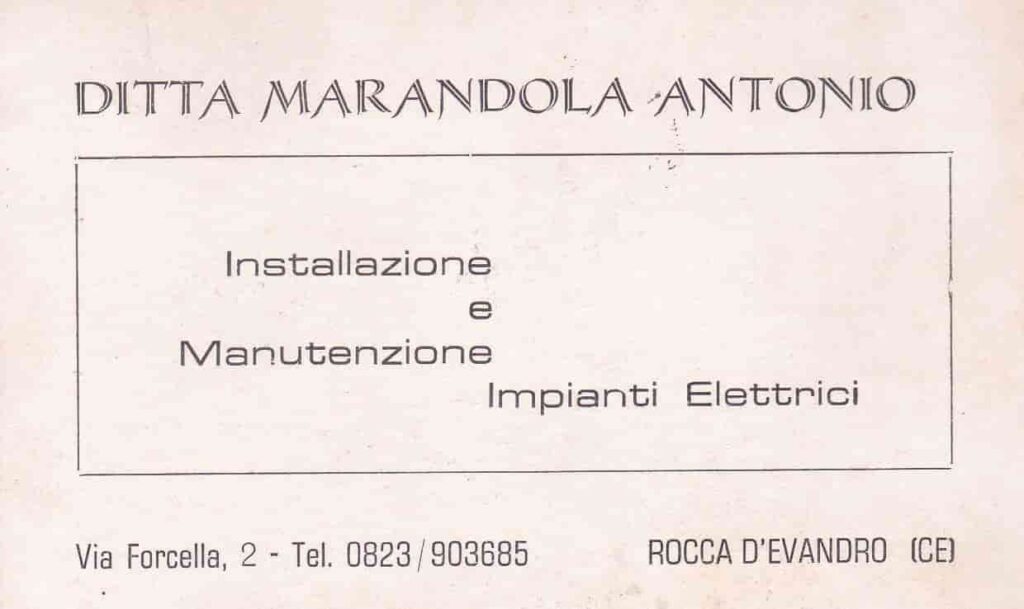 DITTA MARANDOLA ANTONIO
Installazione
e
Manutenzione
Impianti Elettrici
Via Forcella, 2 - Tel. 0823/903685 ROCCA D'EVANDRO (CE)